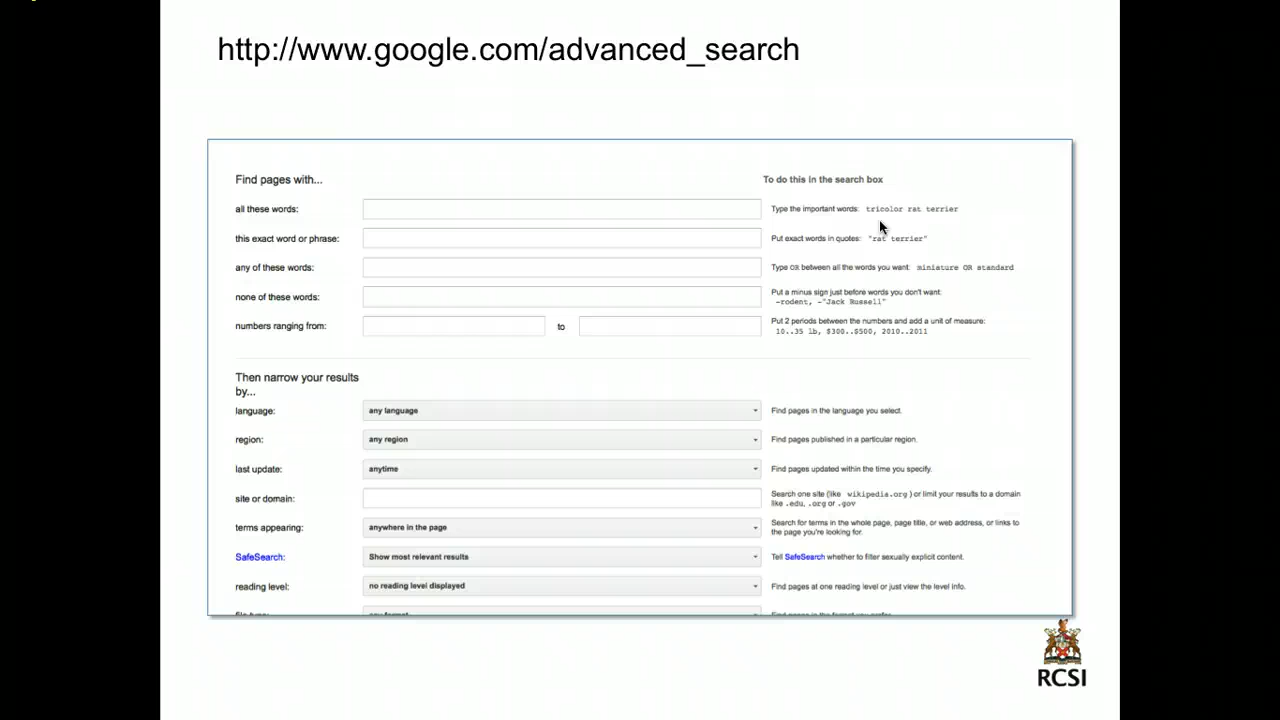 http://www.google.com/advanced_search
Find pages with...
To do this in the search box
all these words:
Type the important words: tricolor rat terrier
this exact word or phrase:
Put exact words in quotes: "rat terrier"
any of these words:
Type OR between all the words you want: miniature OR standard
none of these words:
Put a minus sign just before words you don't want:
-rodent, -"Jack Russell"
numbers ranging from:
to
Put 2 periods between the numbers and add a unit of measure:
10..35 lb, $300..$500, 2010..2011
Then narrow your results
by...
language:
any language
Find pages in the language you select.
region:
any region
Find pages published in a particular region.
last update:
anytime
Find pages updated within the time you specify.
site or domain:
Search one site (like wikipedia.org ) or limit your results to a domain
like .edu, .org or .gov
terms appearing:
anywhere in the page
Search for terms in the whole page, page title, or web address, or links to
the page you're looking for.
SafeSearch:
Show most relevant results
Tell SafeSearch whether to filter sexually explicit content.
reading level:
no reading level displayed
Find pages at one reading level or just view the level info.
RCSI